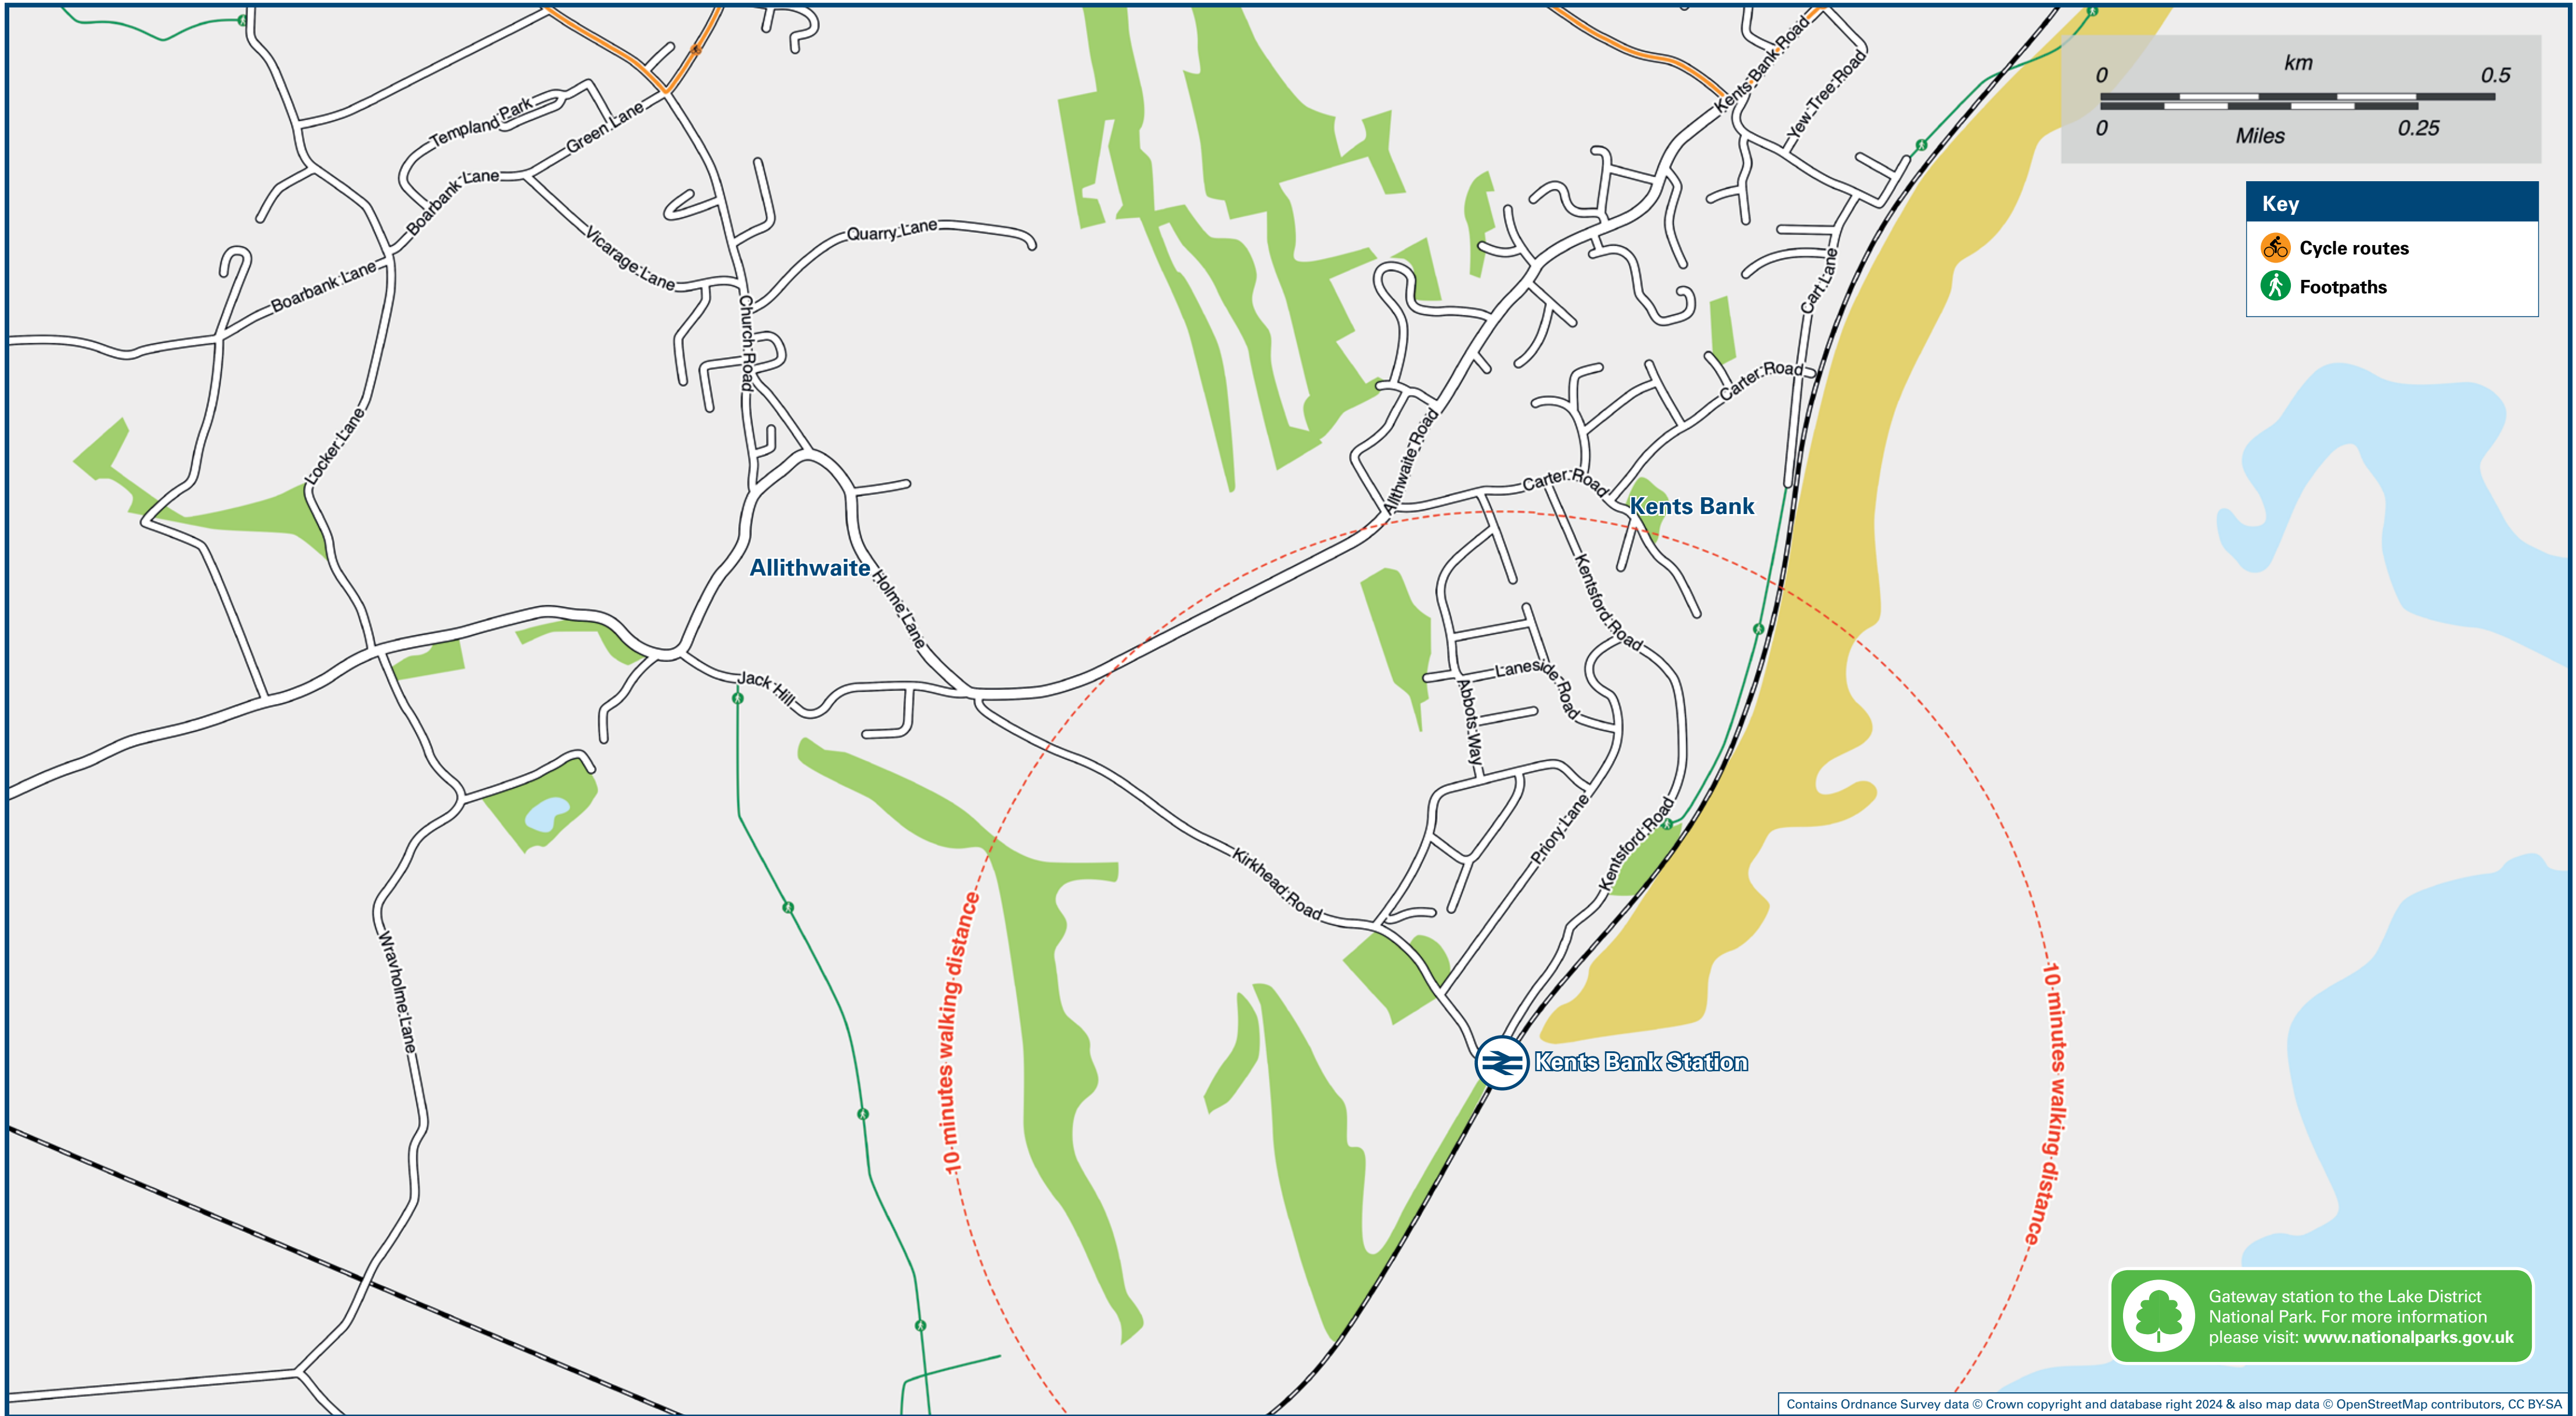 Kents Bank Road
km
0
0.5
0
0.25
Miles
Yew Tree Road
Templand Park
Green Lane
Key
Boarbank Lane
Cycle routes
Vicarage Lane
Quarry Lane
Footpaths
Boarbank Lane
Cart Lane
Church Road
Carter Road
Locker Lane
Allithwaite Road
Carter Road
Kents Bank
Allithwaite
Holme Lane
Kentsford Road
Laneside Road
Jack Hill
Abbots Way
Priory Lane
Kentsford Road
Kirkhead Road
10 minutes walking distance
10 minutes walking distance
Wravholme Lane
Kents Bank Station
Gateway station to the Lake District
National Park. For more information
please visit: www.nationalparks.gov.uk
Contains Ordnance Survey data © Crown copyright and database right 2024 & also map data © OpenStreetMap contributors, CC BY-SA